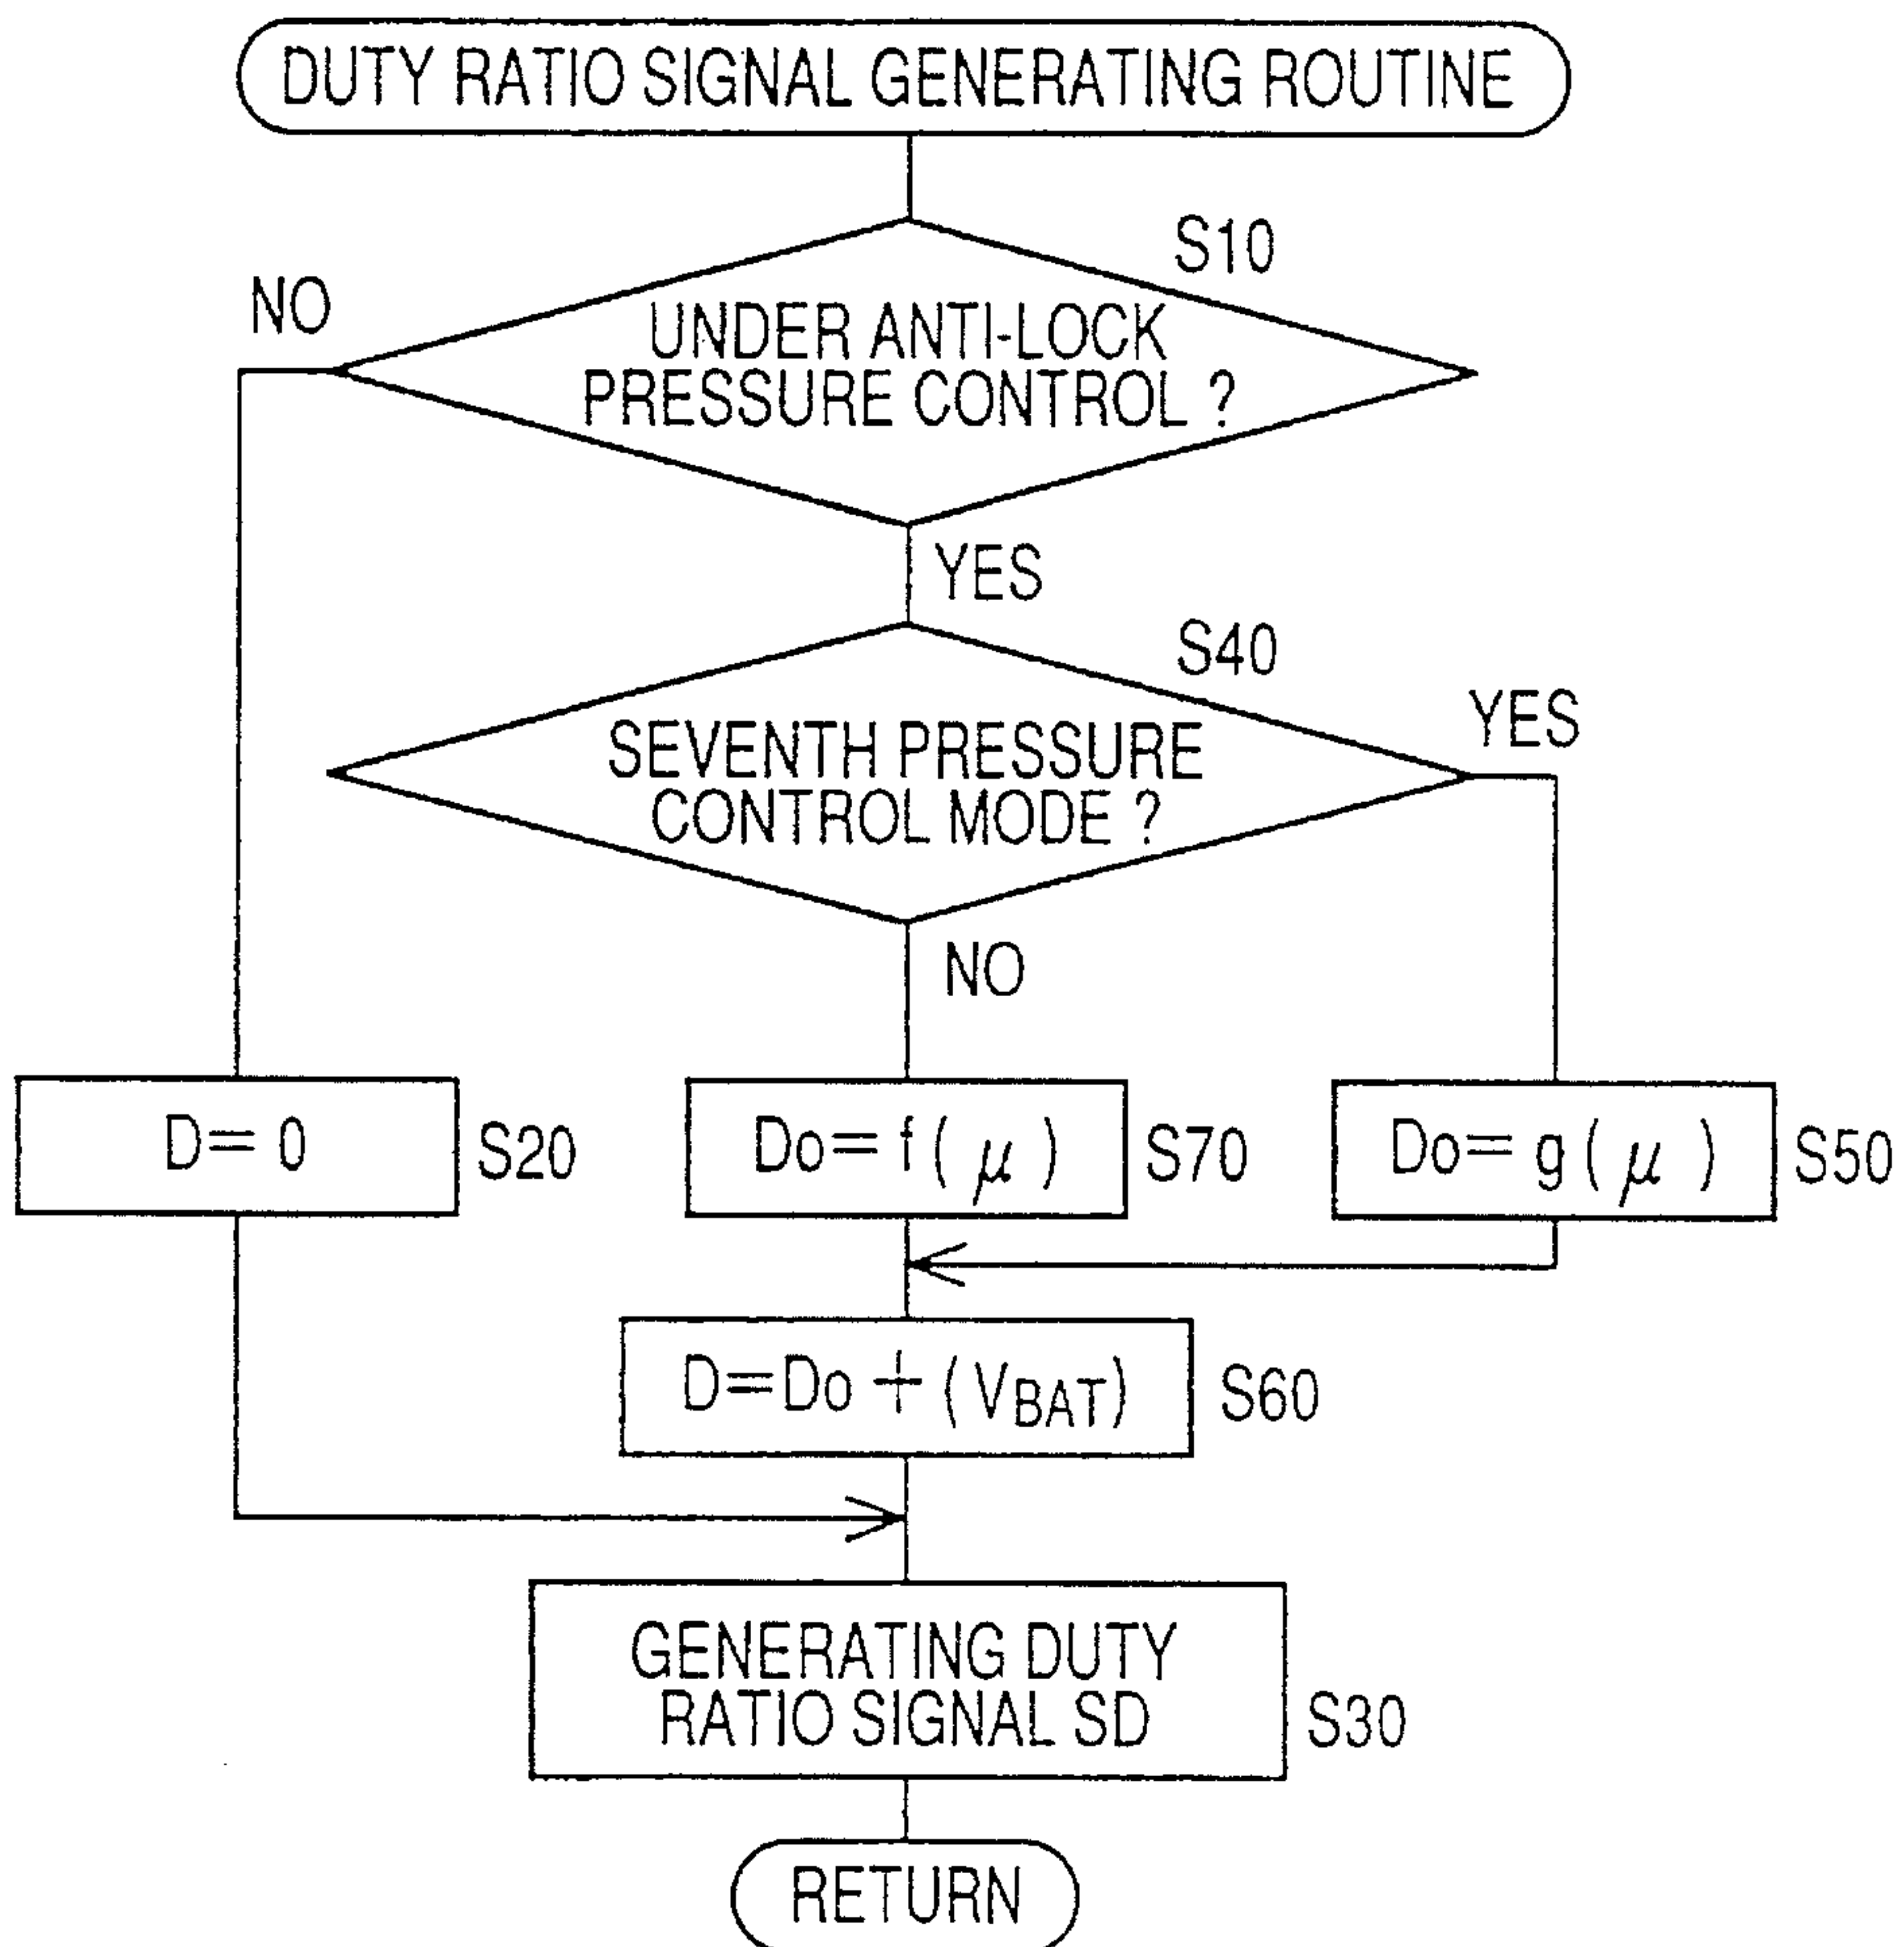 DUTY RATIO SIGNAL GENERATING ROUTINE
S10
NO
UNDER ANTI-LOCK
PRESSURE CONTROL ?
YES
S40
YES
SEVENTH PRESSURE
CONTROL MODE ?
NO
D= 0
S20
Do= f ( μ )
S70
Do= g ( μ )
S50
D=Do + (VBAT)
S60
GENERATING DUTY
RATIO SIGNAL SD
S30
RETURN